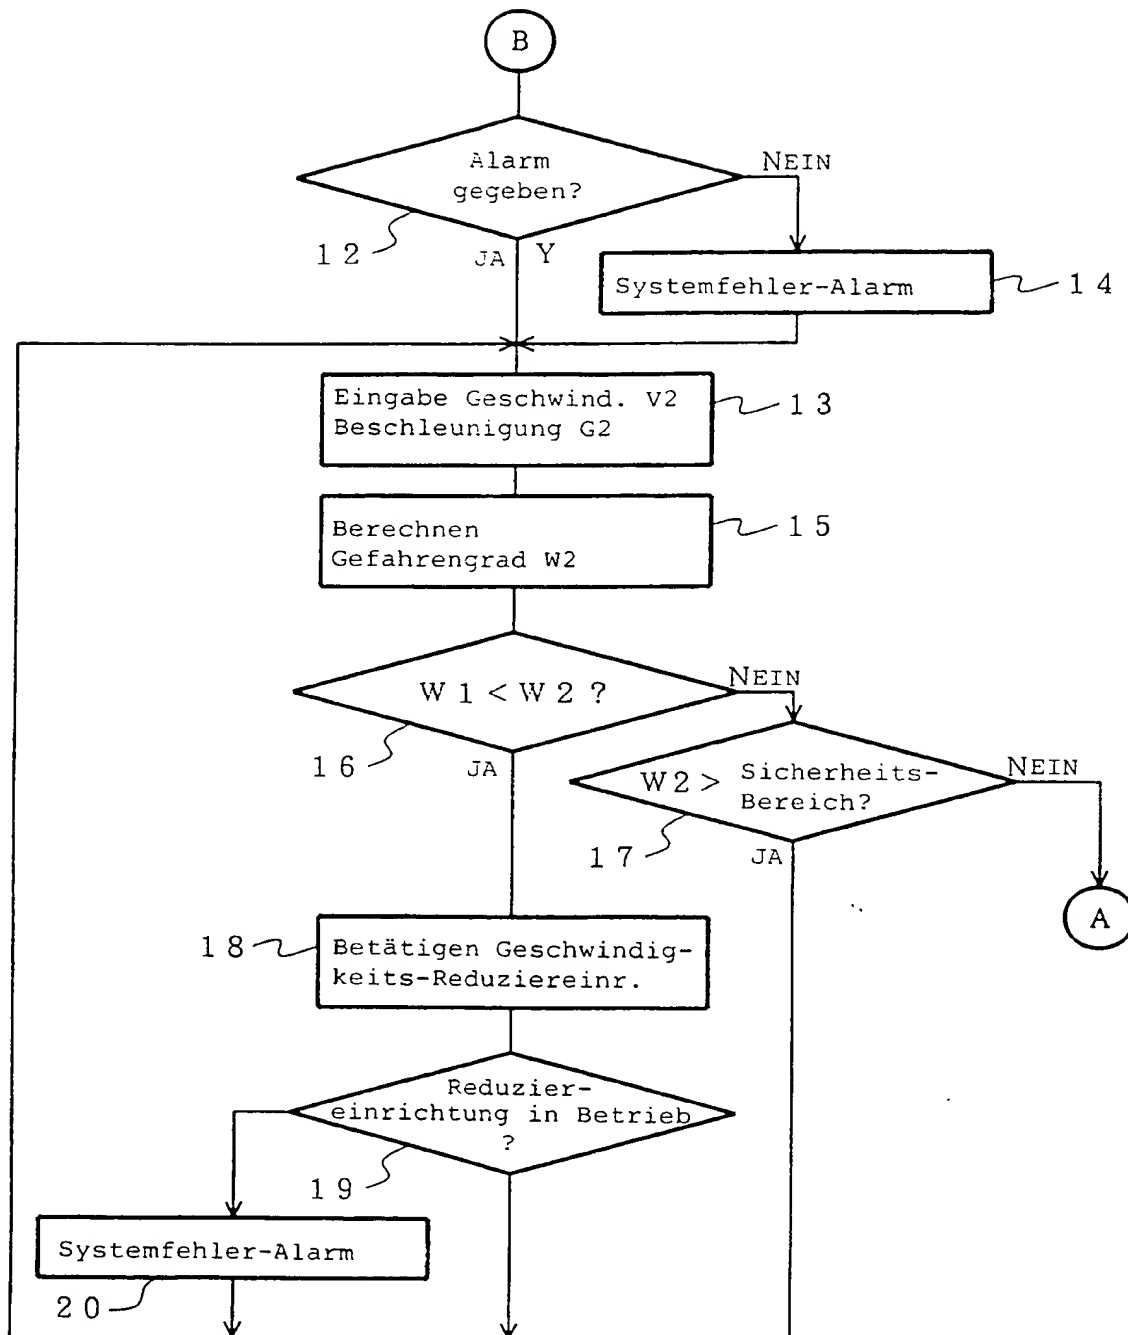 B
Alarm
gegeben?
NEIN
12
JA Y
Systemfehler-Alarm
14
Eingabe Geschwind. V2
Beschleunigung G2
13
Berechnen
Gefahrengrad W2
15
W1<W2?
NEIN
16
JA
W2> Sicherheits-
Bereich?
NEIN
17
JA
A
18
Betätigen Geschwindig-
keits-Reduziereinr.
Reduzier-
einrichtung in Betrieb
?
19
Systemfehler-Alarm
20